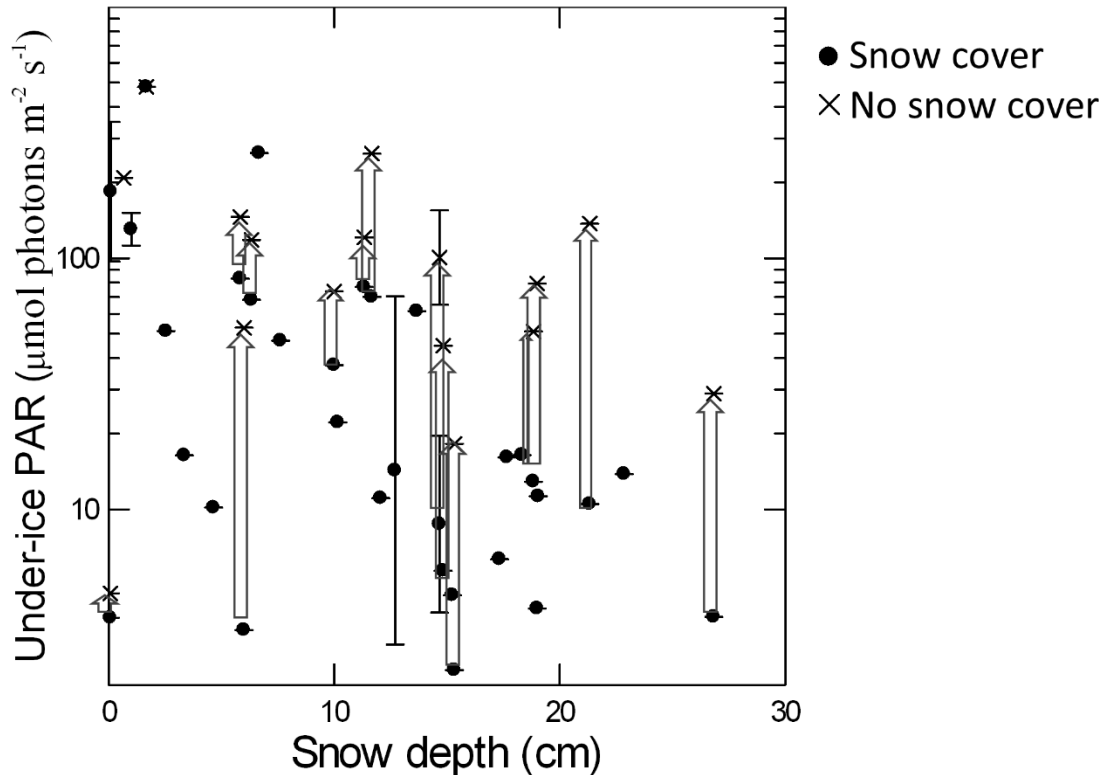 Under-ice PAR (μmol photons m⁻² s⁻¹)
100
10
0
10
20
30
Snow depth (cm)
Snow cover
No snow cover